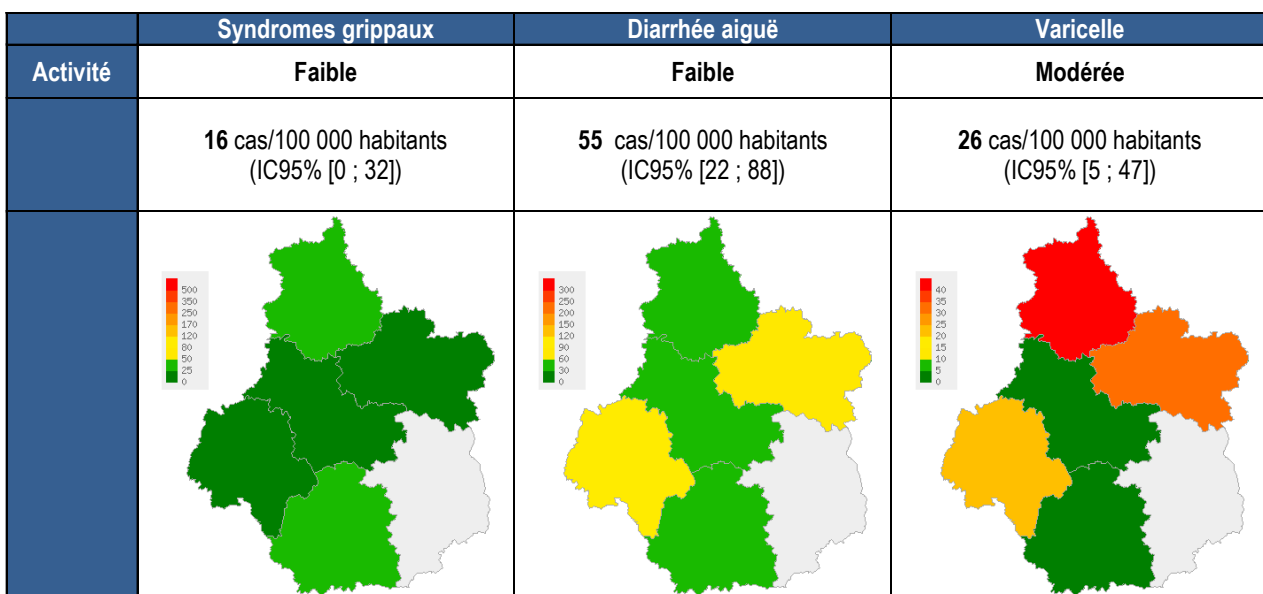 Syndromes grippaux
Diarrhée aiguë
Varicelle
Activité
Faible
Faible
Modérée
16 cas/100 000 habitants
(IC95% [0 ; 32])
55 cas/100 000 habitants
(IC95% [22 ; 88])
26 cas/100 000 habitants
(IC95% [5 ; 47])
500
350
250
170
120
80
50
25
0
300
250
200
150
120
90
60
30
0
40
35
30
25
20
15
10
5
0